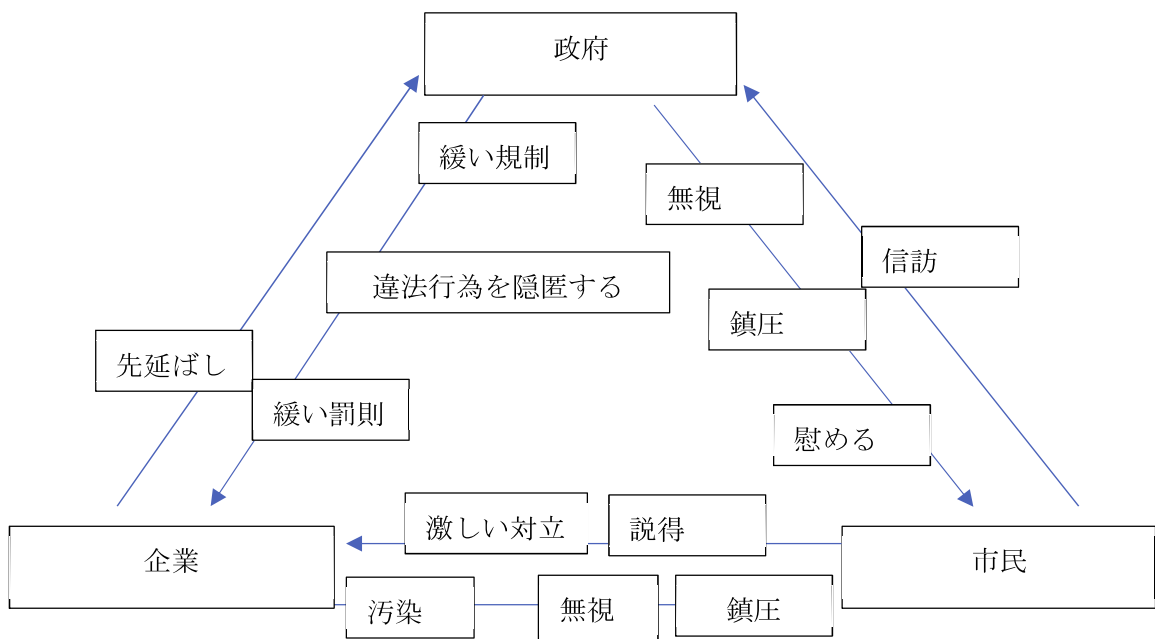 政府
緩い規制
無視
信訪
違法行為を隠匿する
鎮圧
先延ばし
緩い罰則
慰める
激しい対立
説得
企業
市民
汚染
無視
鎮圧